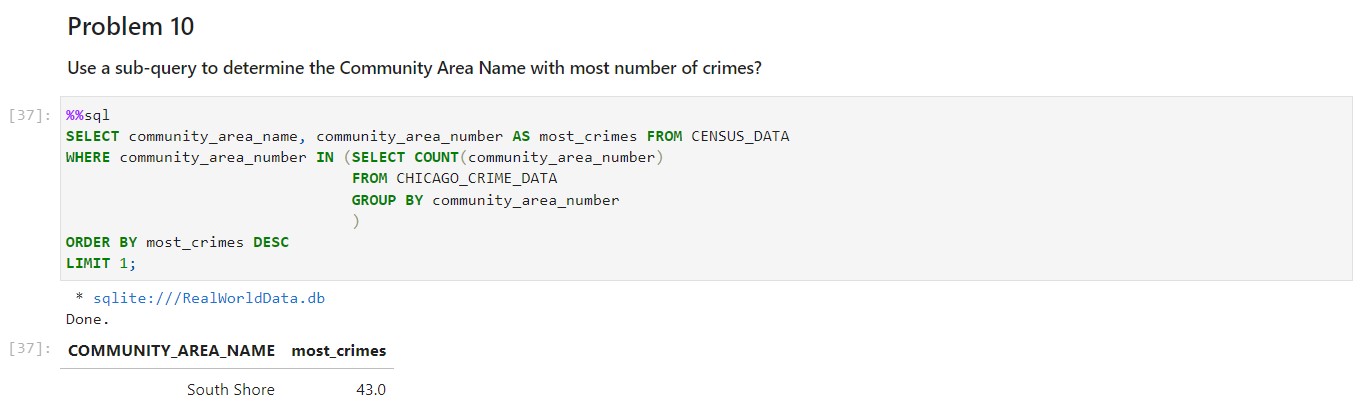 Problem 10
Use a sub-query to determine the Community Area Name with most number of crimes?
[37]: %%sql
SELECT community_area_name, community_area_number AS most_crimes FROM CENSUS_DATA
WHERE community_area_number IN (SELECT COUNT(community_area_number)
FROM CHICAGO_CRIME_DATA
GROUP BY community_area_number
)
ORDER BY most_crimes DESC
LIMIT 1;
* sqlite:///RealWorldData.db
Done.
[37]: COMMUNITY_AREA_NAME most_crimes
South Shore 43.0